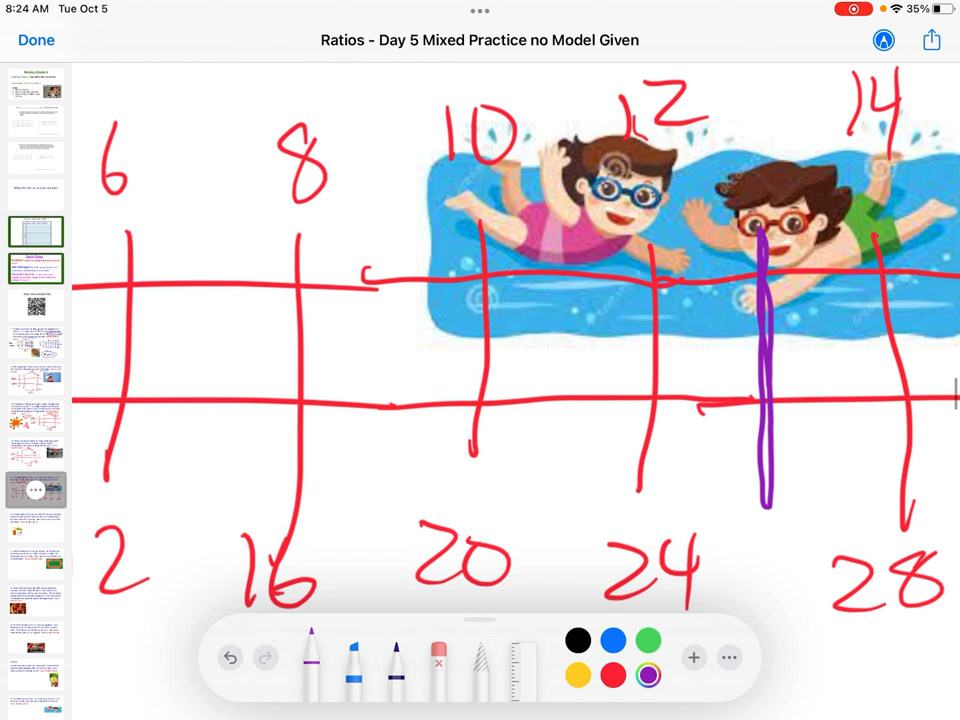 8:24 AM Tue Oct 5
35%
Done
Ratios - Day 5 Mixed Practice no Model Given
6 8 10 12 14
2 16 20 24 28